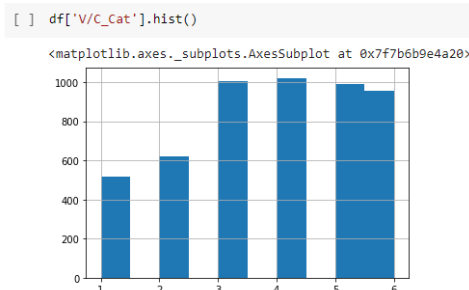 [ ] df['V/C_Cat'].hist()
<matplotlib.axes._subplots.AxesSubplot at 0x7f7b6b9e4a20>
1000
800
600
400
200
0
1 2 3 4 5 6